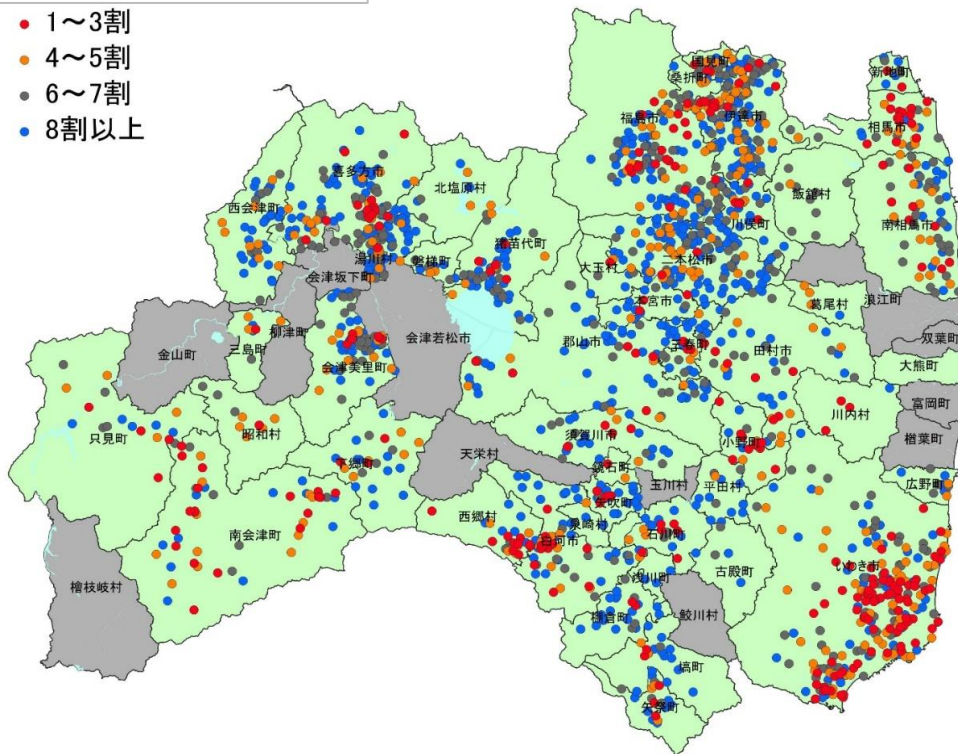 1～3割
4～5割
6～7割
8割以上
国見町
桑折町
新地町
福島市
伊達市
相馬市
喜多方市
北塩原村
飯舘村
西会津町
川俣町
南相馬市
猪苗代町
湯川村
磐梯町
大玉村
二本松市
会津坂下町
本宮市
葛尾村
浪江町
柳津町
会津若松市
郡山市
三春町
田村市
双葉町
金山町
三島町
会津美里町
大熊町
富岡町
川内村
只見町
昭和村
須賀川市
小野町
楢葉町
下郷町
天栄村
鏡石町
玉川村
平田村
広野町
矢吹町
西郷村
泉崎村
石川町
南会津町
白河市
いわき市
古殿町
浅川町
檜枝岐村
棚倉町
鮫川村
塙町
矢祭町